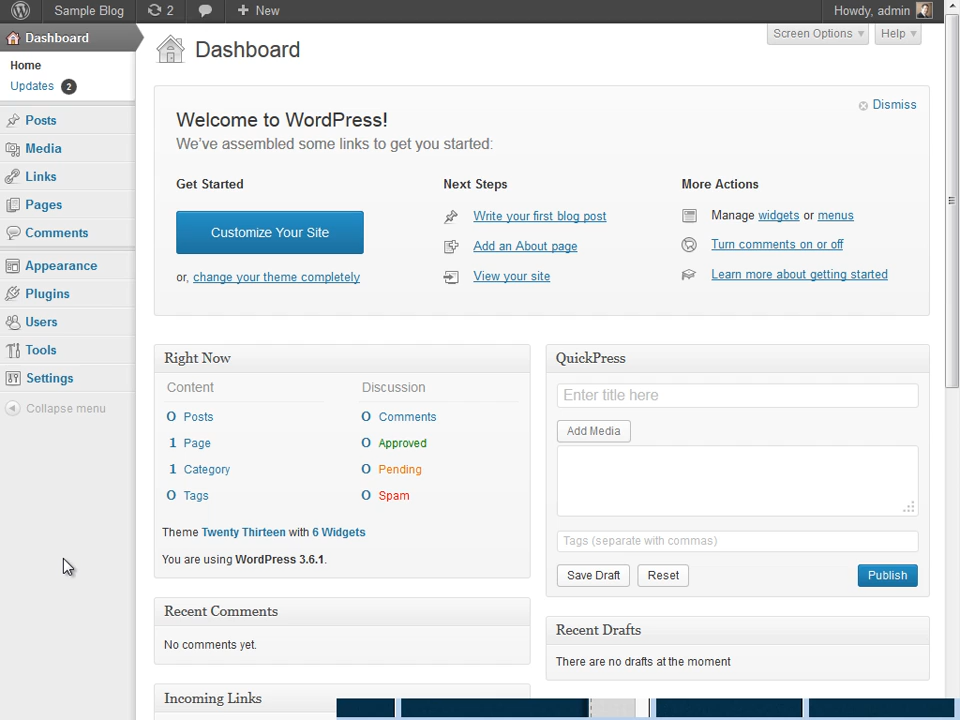 Sample Blog 2 New Howdy, admin
Dashboard
Home
Updates 2
Posts
Media
Links
Pages
Comments
Appearance
Plugins
Users
Tools
Settings
Collapse menu
Screen Options Help
Dashboard
Dismiss
Welcome to WordPress!
We've assembled some links to get you started:
Get Started
Customize Your Site
or, change your theme completely
Next Steps
Write your first blog post
Add an About page
View your site
More Actions
Manage widgets or menus
Turn comments on or off
Learn more about getting started
Right Now
Content Discussion
0 Posts 0 Comments
1 Page 0 Approved
1 Category 0 Pending
0 Tags 0 Spam
Theme Twenty Thirteen with 6 Widgets
You are using WordPress 3.6.1.
Recent Comments
No comments yet.
Incoming Links
QuickPress
Enter title here
Add Media
Tags (separate with commas)
Save Draft Reset Publish
Recent Drafts
There are no drafts at the moment